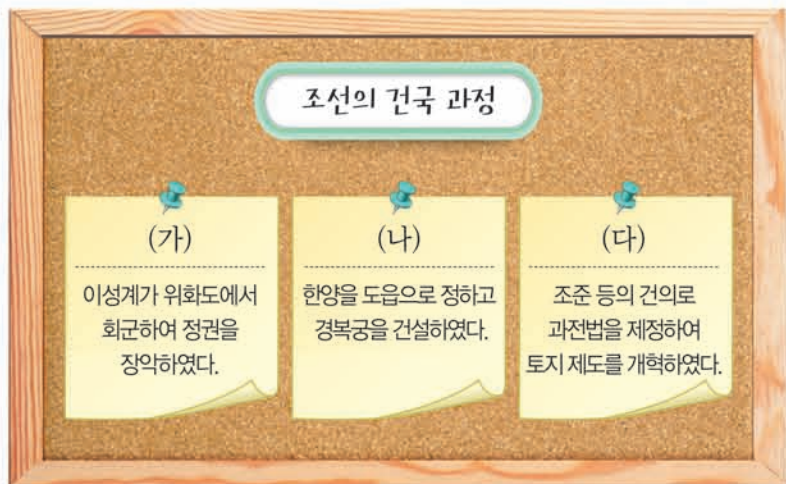 조선의 건국 과정
(가)
이성계가 위화도에서
회군하여 정권을
장악하였다.
(나)
한양을 도읍으로 정하고
경복궁을 건설하였다.
(다)
조준 등의 건의로
과전법을 제정하여
토지 제도를 개혁하였다.